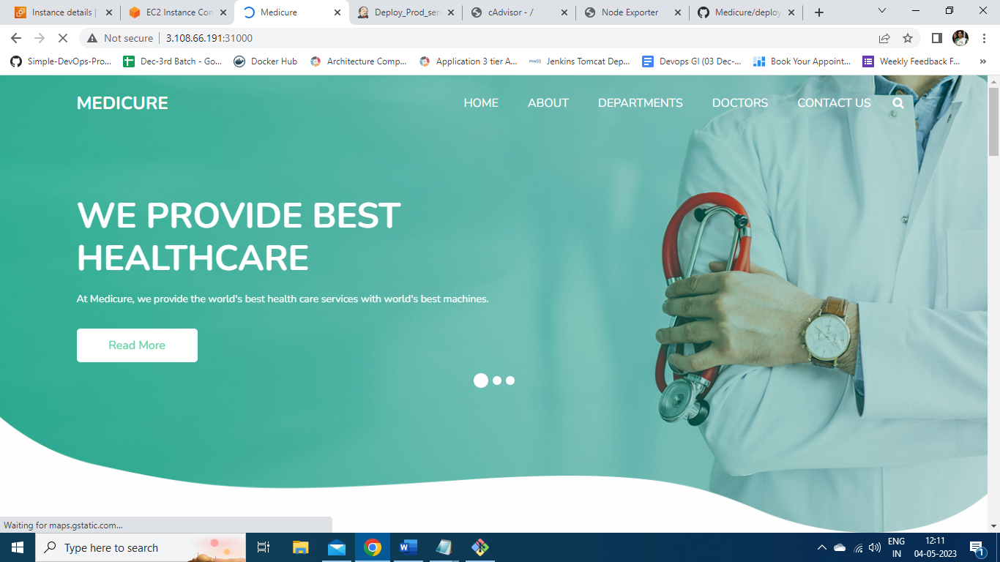 Instance details |
EC2 Instance Con
Medicure
Deploy_Prod_serv
cAdvisor - /
Node Exporter
Medicure/deploy
Not secure
3.108.66.191:31000
Simple-DevOps-Pro...
Dec-3rd Batch - Go...
Docker Hub
Architecture Comp...
Application 3 tier A...
Jenkins Tomcat Dep...
Devops GI (03 Dec-...
Book Your Appoint...
Weekly Feedback F...
MEDICURE
HOME
ABOUT
DEPARTMENTS
DOCTORS
CONTACT US
WE PROVIDE BEST
HEALTHCARE
At Medicure, we provide the world's best health care services with world's best machines.
Read More
Waiting for maps.gstatic.com...
Type here to search
ENG
IN
12:11
04-05-2023
1